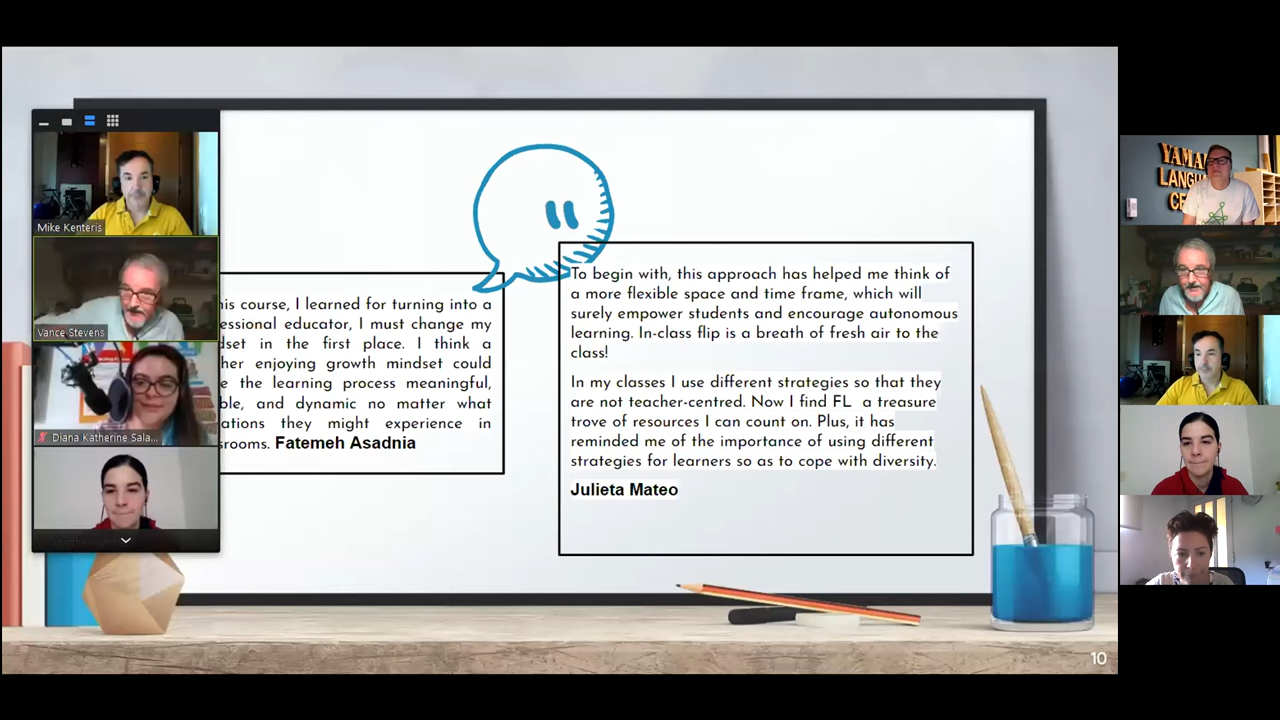 Mike Kenteris
Vance Stevens
Diana Katherine Sala...
his course, I learned for turning into a
essional educator, I must change my
dset in the first place. I think a
her enjoying growth mindset could
e the learning process meaningful,
ble, and dynamic no matter what
ations they might experience in
srooms. Fatemeh Asadnia
To begin with, this approach has helped me think of
a more flexible space and time frame, which will
surely empower students and encourage autonomous
learning. In-class flip is a breath of fresh air to the
class!
In my classes I use different strategies so that they
are not teacher-centred. Now I find FL a treasure
trove of resources I can count on. Plus, it has
reminded me of the importance of using different
strategies for learners so as to cope with diversity.
Julieta Mateo
10
YAMA
LANGU
CE